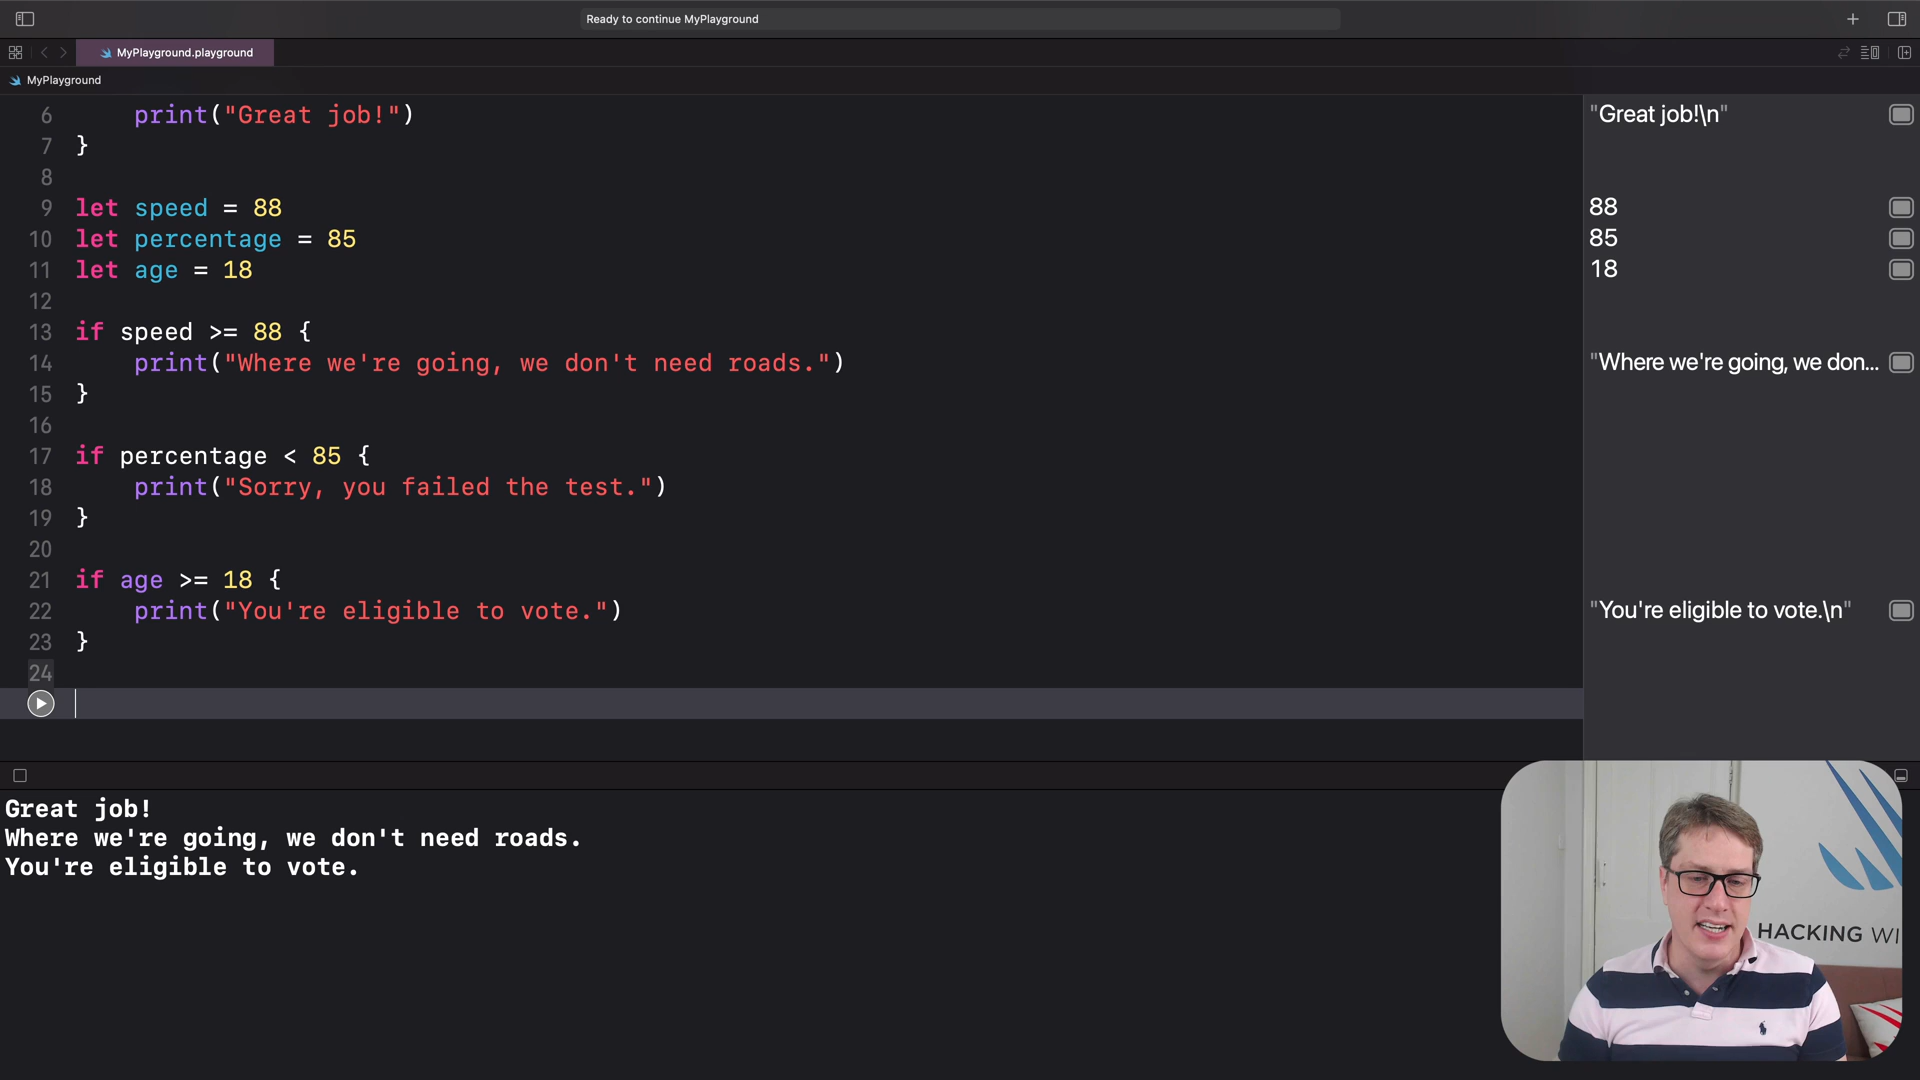 Ready to continue MyPlayground
MyPlayground.playground
MyPlayground
6     print("Great job!")
7 }
8
9 let speed = 88
10 let percentage = 85
11 let age = 18
12
13 if speed >= 88 {
14     print("Where we're going, we don't need roads.")
15 }
16
17 if percentage < 85 {
18     print("Sorry, you failed the test.")
19 }
20
21 if age >= 18 {
22     print("You're eligible to vote.")
23 }
24
"Great job!\n"
88
85
18
"Where we're going, we don...
"You're eligible to vote.\n"
Great job!
Where we're going, we don't need roads.
You're eligible to vote.
HACKING WI